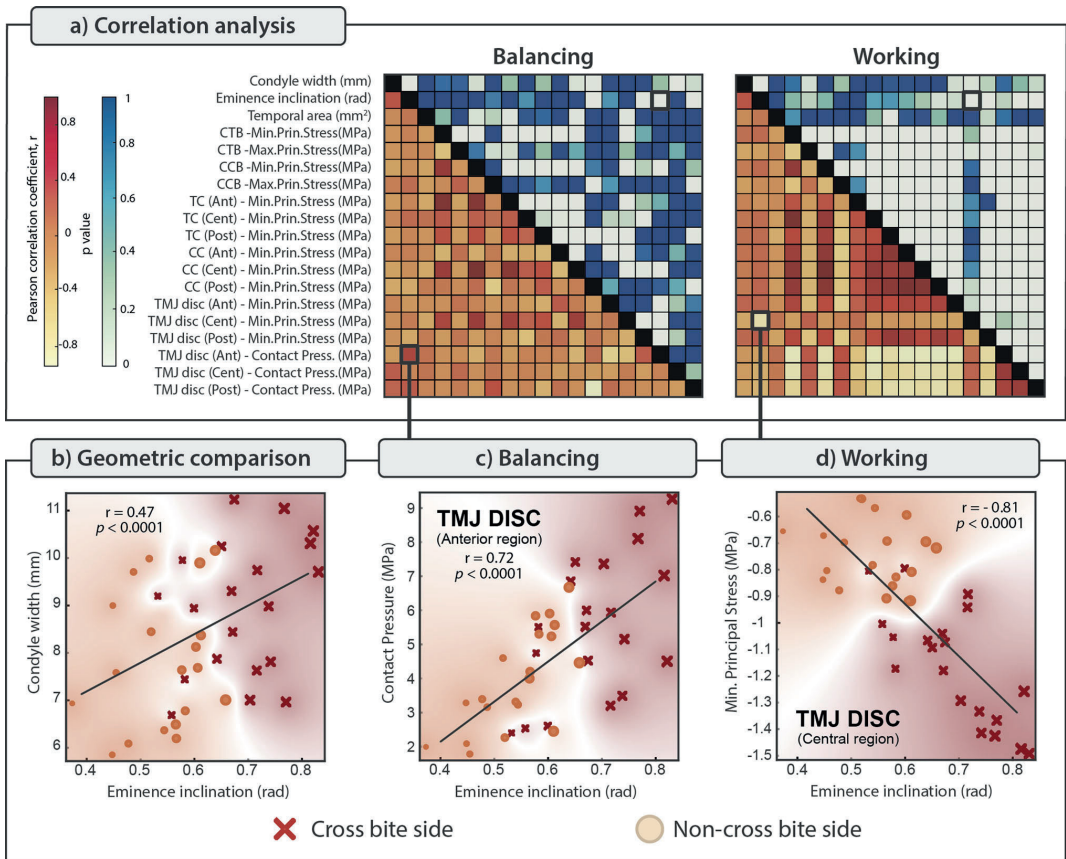 a) Correlation analysis
Balancing
Working
Pearson correlation coefficient, r
0.8
0.4
0
-0.4
-0.8
p value
1
0.8
0.6
0.4
0.2
0
Condyle width (mm)
Eminence inclination (rad)
Temporal area (mm²)
CTB -Min.Prin.Stress(MPa)
CTB -Max.Prin.Stress(MPa)
CCB -Min.Prin.Stress(MPa)
CCB -Max.Prin.Stress(MPa)
TC (Ant) - Min.Prin.Stress (MPa)
TC (Cent) - Min.Prin.Stress (MPa)
TC (Post) - Min.Prin.Stress (MPa)
CC (Ant) - Min.Prin.Stress (MPa)
CC (Cent) - Min.Prin.Stress (MPa)
CC (Post) - Min.Prin.Stress (MPa)
TMJ disc (Ant) - Min.Prin.Stress (MPa)
TMJ disc (Cent) - Min.Prin.Stress (MPa)
TMJ disc (Post) - Min.Prin.Stress (MPa)
TMJ disc (Ant) - Contact Press. (MPa)
TMJ disc (Cent) - Contact Press. (MPa)
TMJ disc (Post) - Contact Press. (MPa)
b) Geometric comparison
r = 0.47
p < 0.0001
Condyle width (mm)
11
10
9
8
7
6
0.4 0.5 0.6 0.7 0.8
Eminence inclination (rad)
c) Balancing
TMJ DISC
(Anterior region)
r = 0.72
p < 0.0001
Contact Pressure (MPa)
9
8
7
6
5
4
3
2
0.4 0.5 0.6 0.7 0.8
Eminence inclination (rad)
d) Working
r = - 0.81
p < 0.0001
Min. Principal Stress (MPa)
-0.6
-0.7
-0.8
-0.9
-1
-1.1
-1.2
-1.3
-1.4
-1.5
TMJ DISC
(Central region)
0.4 0.5 0.6 0.7 0.8
Eminence inclination (rad)
Cross bite side
Non-cross bite side